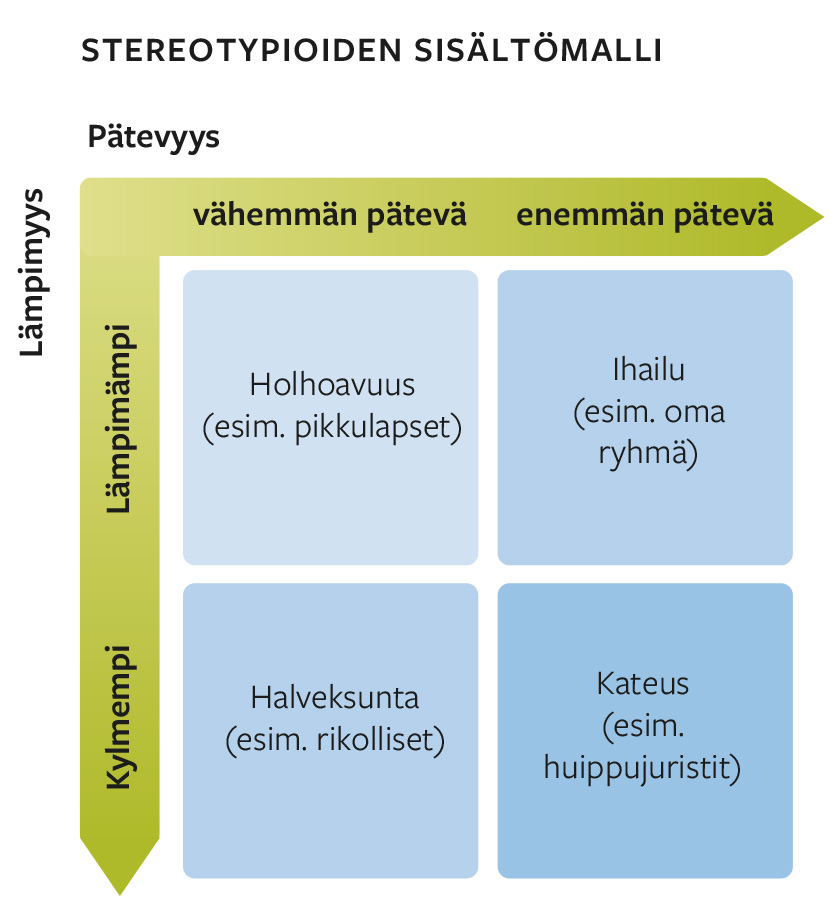 STEREOTYPIOIDEN SISÄLTÖMALLI
Pätevyys
Lämpimyys
vähemmän pätevä
enemmän pätevä
Lämpimämpi
Holhoavuus
(esim. pikkulapset)
Ihailu
(esim. oma
ryhmä)
Kylmempi
Halveksunta
(esim. rikolliset)
Kateus
(esim.
huippujuristit)